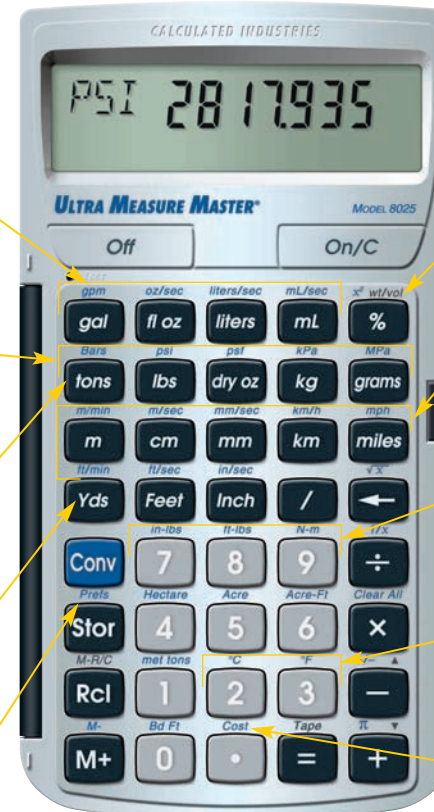 CALCULATED INDUSTRIES
PSI 2817.935
ULTRA MEASURE MASTER® MODEL 8025
Off On/C
gpm oz/sec liters/sec mL/sec x² wt/vol
gal fl oz liters mL %
Bars psi psf kPa MPa
tons lbs dry oz kg grams
m/min m/sec mm/sec km/h mph
m cm mm km miles
ft/min ft/sec in/sec √x
Yds Feet Inch /
in-lbs ft-lbs N-m 1/x
Conv 7 8 9 ÷
Prefs Hectare Acre Acre-Ft Clear All
Stor 4 5 6 ×
M-R/C met tons °C °F +/− ▲
Rcl 1 2 3 −
M- Bd Ft Cost Tape π ▼
M+ 0 • = +